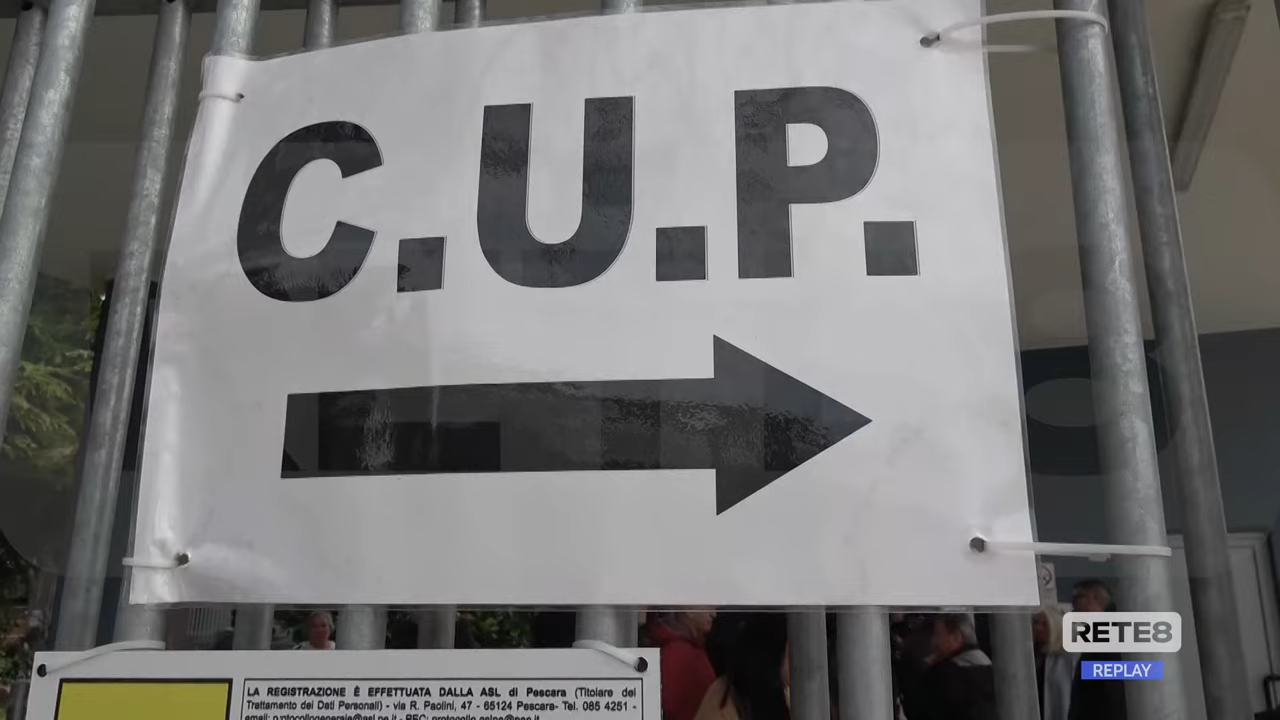 C.U.P.
LA REGISTRAZIONE È EFFETTUATA DALLA ASL di Pescara (Titolare del
Trattamento dei Dati Personali) - via R. Paolini, 47 - 65124 Pescara- Tel. 085 4251 -
RETE8
REPLAY